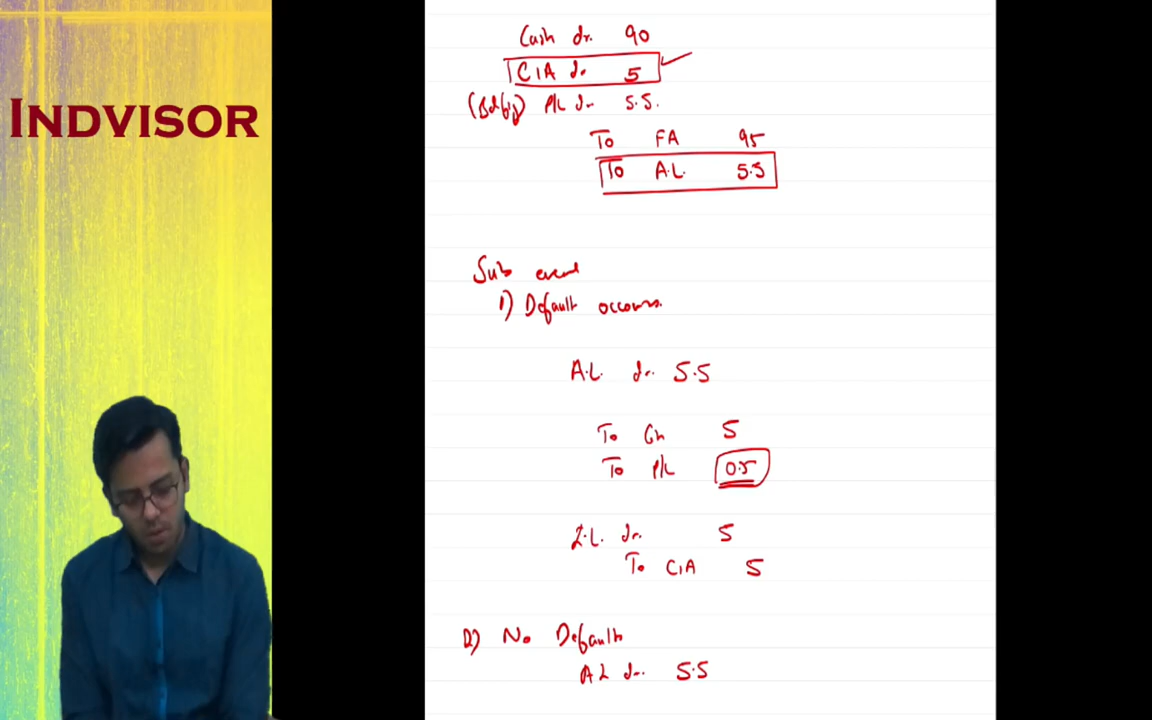 INDVISOR
Cash dr. 90
CIA dr 5
(Bal fig) P/L dr 5.5.
To FA 95
To A.L. 5.5
Sub event
1) Default occurs.
A.L. dr. 5.5
To 5
To P/L 0.5
dr. 5
To CIA 5
2) No Default
AL dr. 5.5